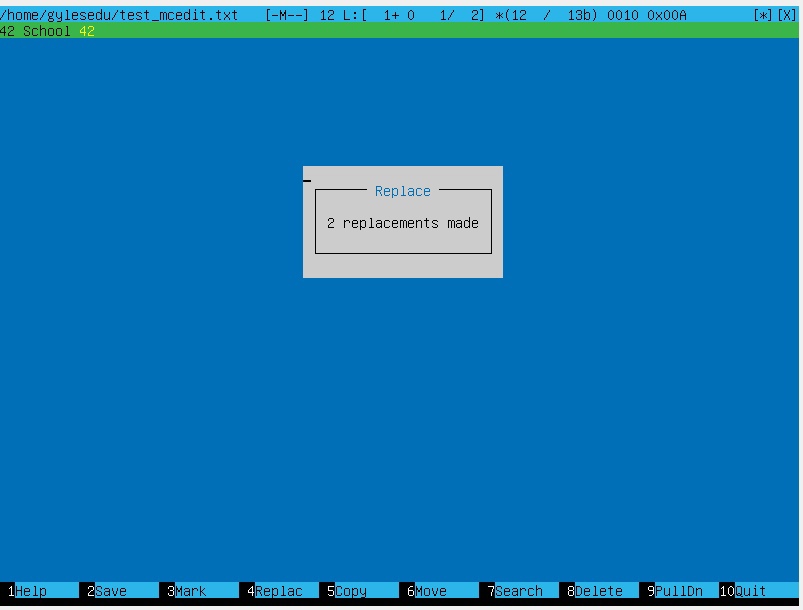 /home/gylesedu/test_mcedit.txt [-M--] 12 L:[ 1+ 0 1/ 2] *(12 / 13b) 0010 0x00A [*][X]
42 School 42
Replace
2 replacements made
1Help 2Save 3Mark 4Replac 5Copy 6Move 7Search 8Delete 9PullDn 10Quit